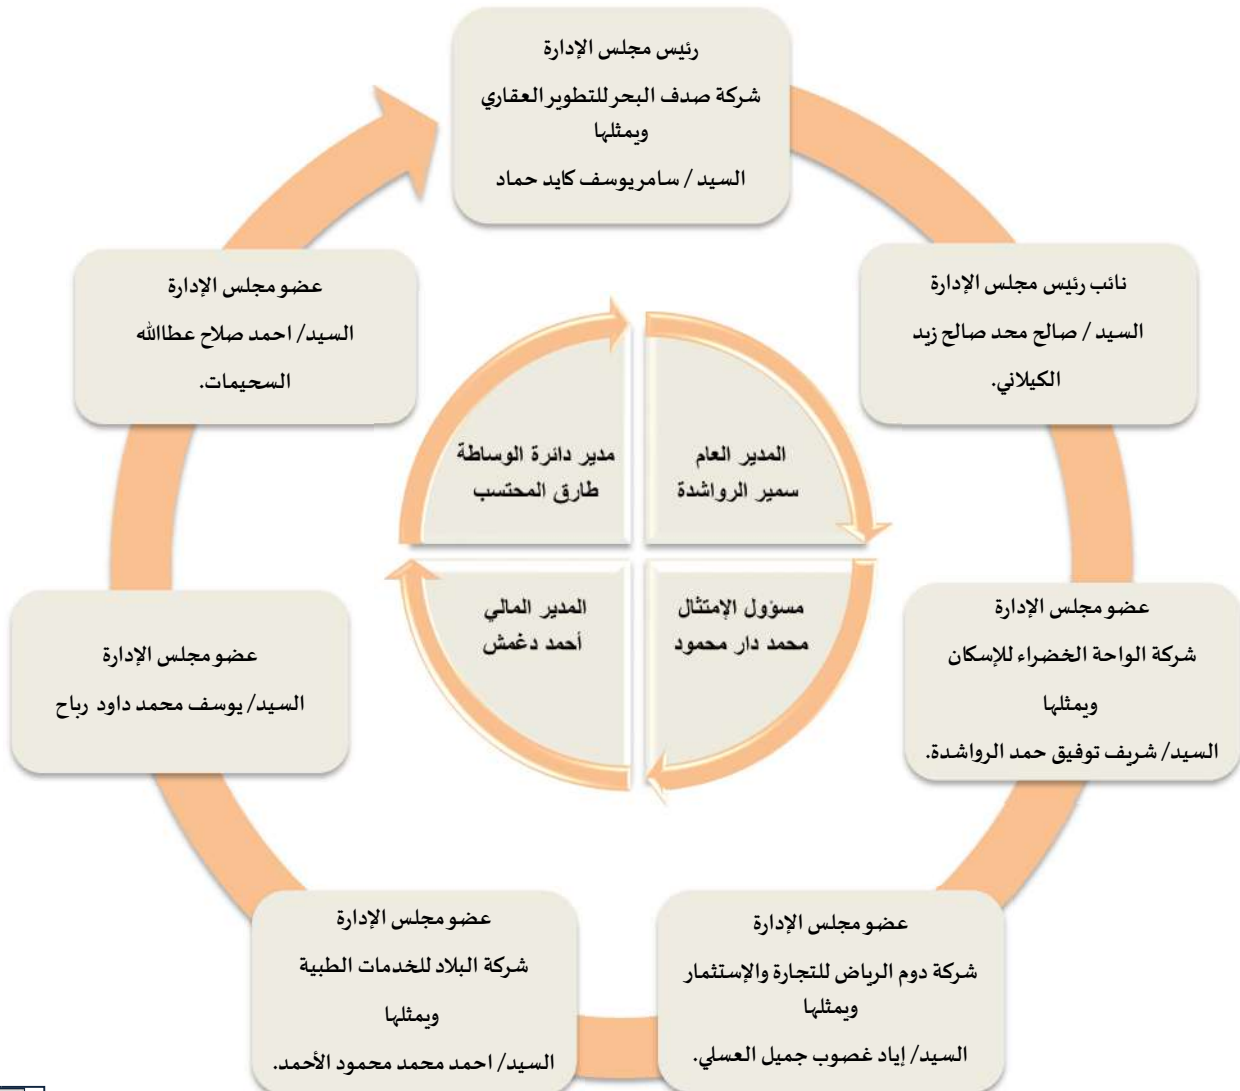 رئيس مجلس الإدارة
شركة صدف البحر للتطوير العقاري
ويمثلها
السيد / سامر يوسف كايد حماد
نائب رئيس مجلس الإدارة
السيد / صالح محمد صالح زيد
الكيلاني.
عضو مجلس الإدارة
شركة الواحة الخضراء للإسكان
ويمثلها
السيد/ شريف توفيق حمد الرواشدة.
عضو مجلس الإدارة
شركة دوم الرياض للتجارة والإستثمار
ويمثلها
السيد/ إياد غصوب جميل العسلي.
عضو مجلس الإدارة
شركة البلاد للخدمات الطبية
ويمثلها
السيد/ احمد محمد محمود الأحمد.
عضو مجلس الإدارة
السيد/ يوسف محمد داود رباح
عضو مجلس الإدارة
السيد/ احمد صلاح عطاالله
السحيمات.
المدير العام
سمير الرواشدة
مسؤول الإمتثال
محمد دار محمود
المدير المالي
أحمد دغمش
مدير دائرة الوساطة
طارق المحتسب